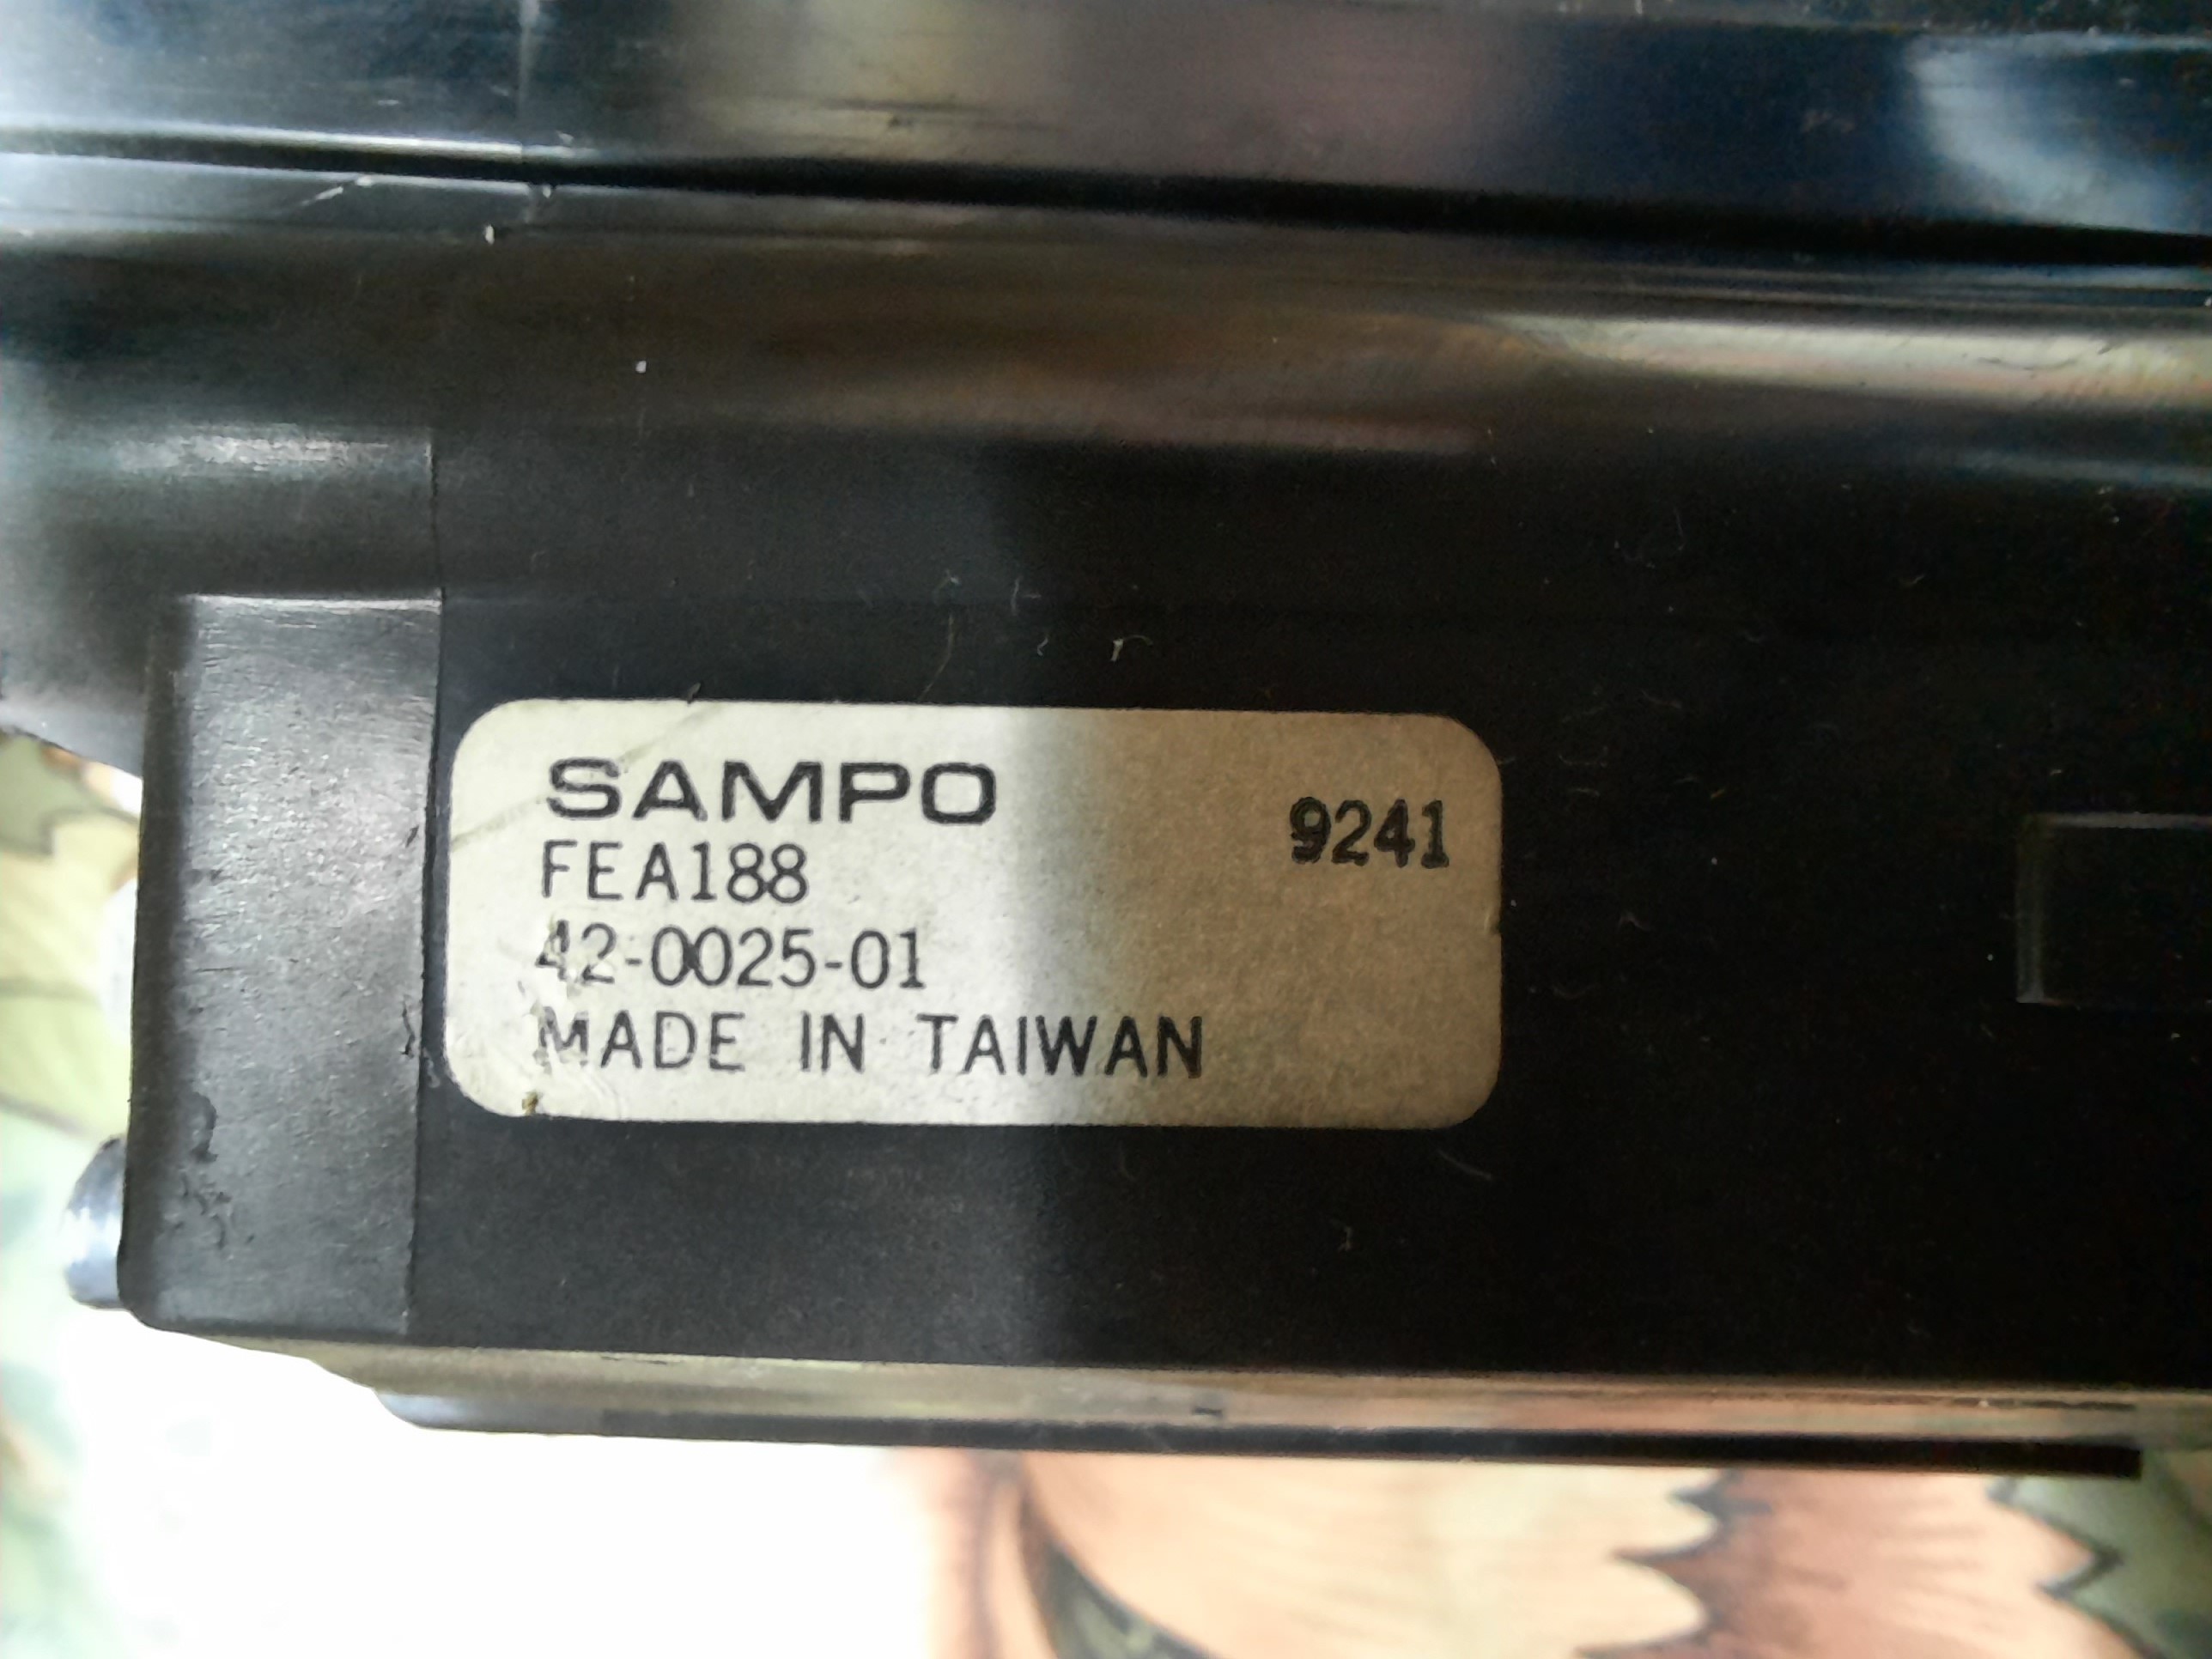 SAMPO
9241
FEA188
42-0025-01
MADE IN TAIWAN